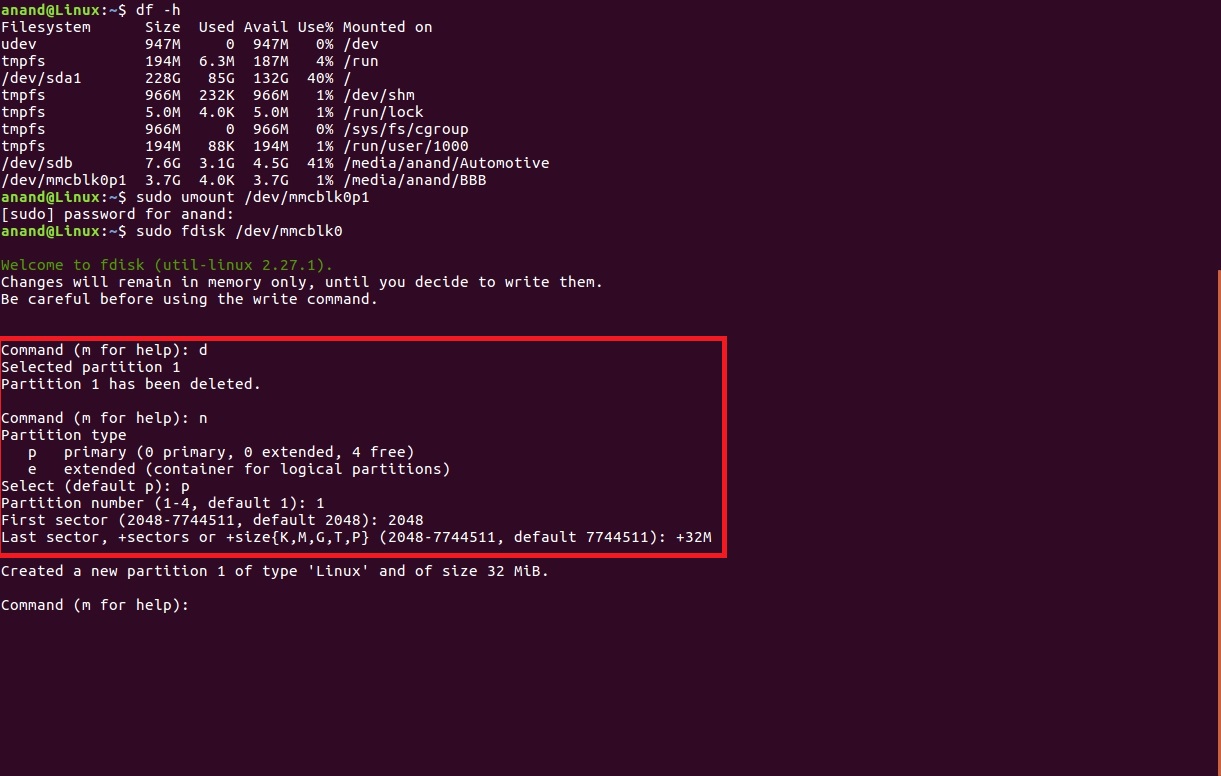 anand@Linux:~$ df -h
Filesystem      Size  Used Avail Use% Mounted on
udev            947M     0  947M   0% /dev
tmpfs           194M  6.3M  187M   4% /run
/dev/sda1       228G   85G  132G  40% /
tmpfs           966M  232K  966M   1% /dev/shm
tmpfs           5.0M  4.0K  5.0M   1% /run/lock
tmpfs           966M     0  966M   0% /sys/fs/cgroup
tmpfs           194M   88K  194M   1% /run/user/1000
/dev/sdb        7.6G  3.1G  4.5G  41% /media/anand/Automotive
/dev/mmcblk0p1  3.7G  4.0K  3.7G   1% /media/anand/BBB
anand@Linux:~$ sudo umount /dev/mmcblk0p1
[sudo] password for anand:
anand@Linux:~$ sudo fdisk /dev/mmcblk0
Welcome to fdisk (util-linux 2.27.1).
Changes will remain in memory only, until you decide to write them.
Be careful before using the write command.
Command (m for help): d
Selected partition 1
Partition 1 has been deleted.
Command (m for help): n
Partition type
   p   primary (0 primary, 0 extended, 4 free)
   e   extended (container for logical partitions)
Select (default p): p
Partition number (1-4, default 1): 1
First sector (2048-7744511, default 2048): 2048
Last sector, +sectors or +size{K,M,G,T,P} (2048-7744511, default 7744511): +32M
Created a new partition 1 of type 'Linux' and of size 32 MiB.
Command (m for help):